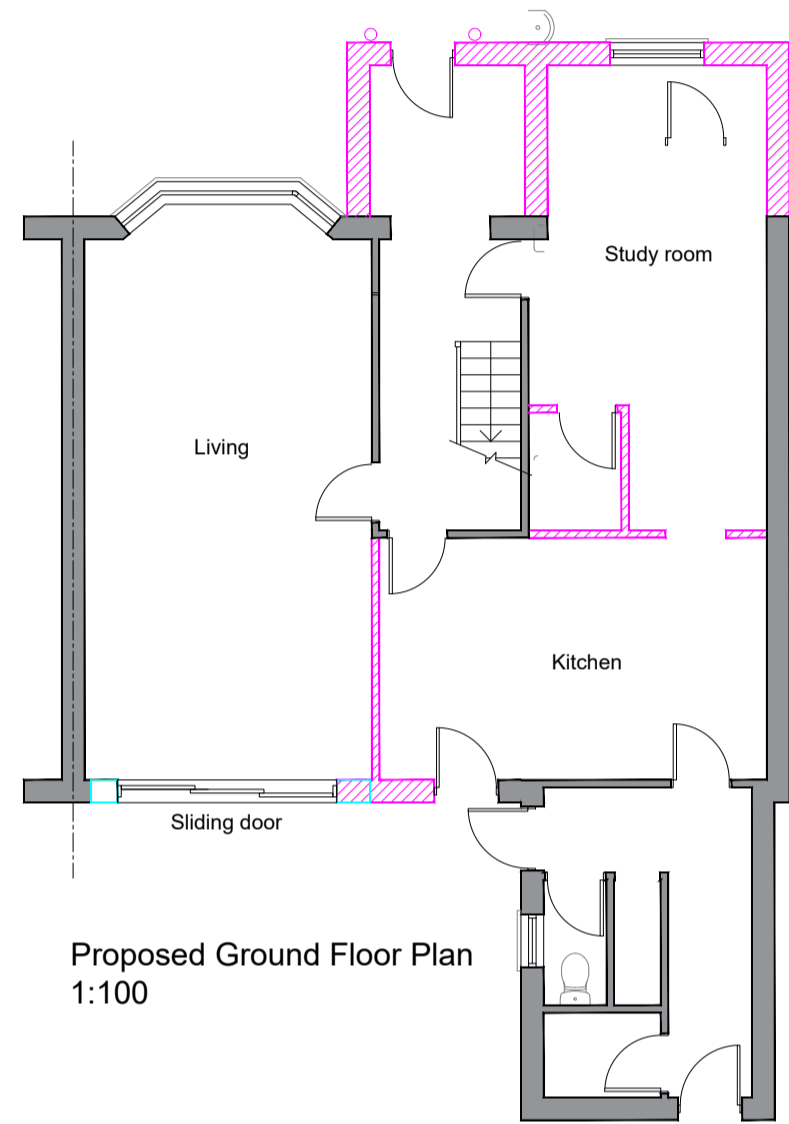 Study room
Living
Kitchen
Sliding door
Proposed Ground Floor Plan
1:100